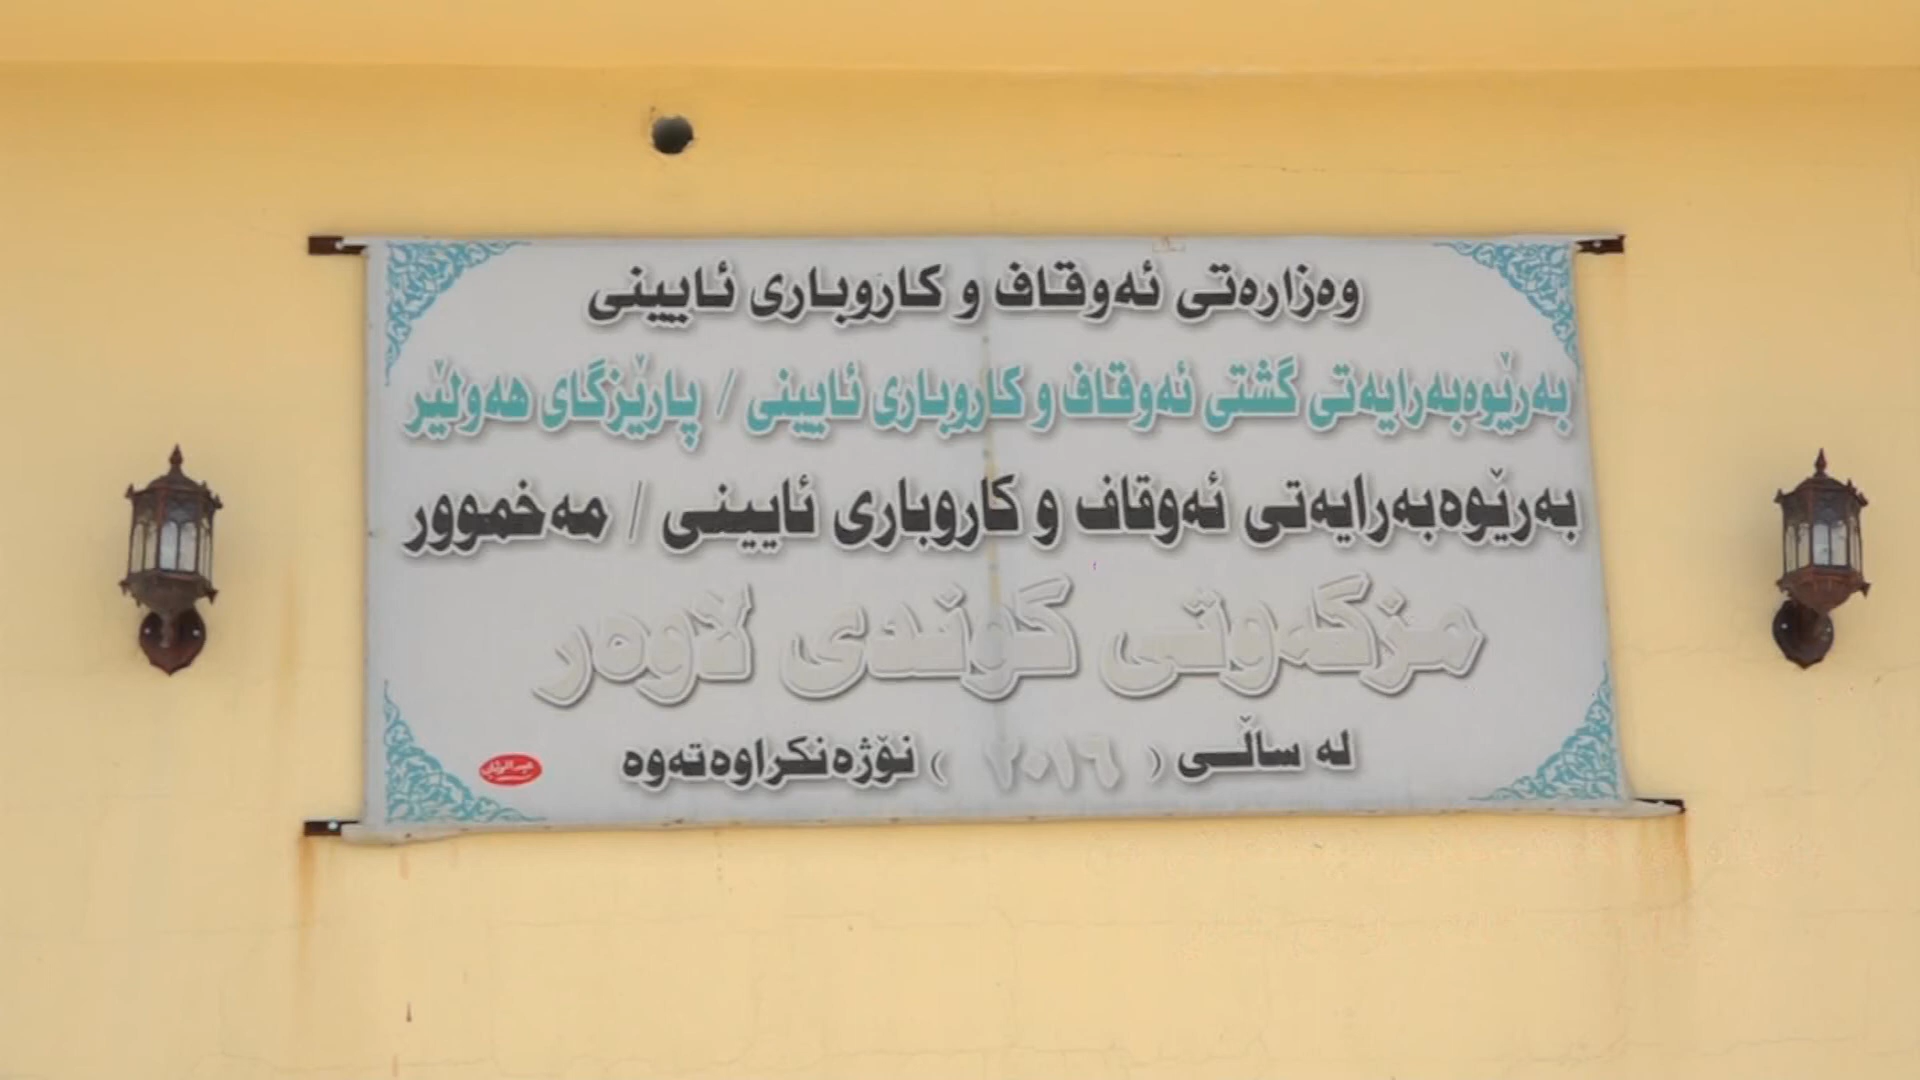 وەزارەتی ئەوقاف و کاروباری ئایینی
بەڕێوەبەرایەتی گشتی ئەوقاف و کاروباری ئایینی / پارێزگای هەولێر
بەڕێوەبەرایەتی ئەوقاف و کاروباری ئایینی / مەخموور
مزگەوتی گوندی لاوەر
لە ساڵی ( ٢٠١٦ ) نۆژەنکراوەتەوە